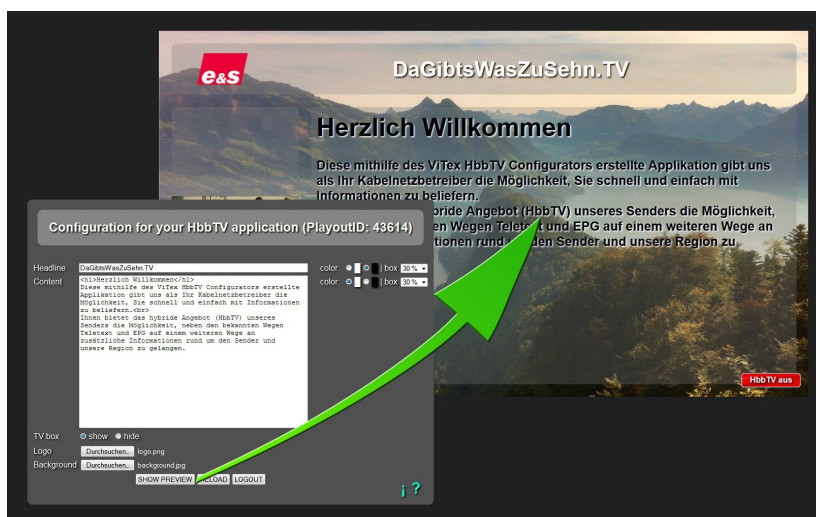 e&s
DaGibtsWasZuSehn.TV
Herzlich Willkommen
Diese mithilfe des ViTex HbbTV Configurators erstellte Applikation gibt uns
als Ihr Kabelnetzbetreiber die Möglichkeit, Sie schnell und einfach mit
Informationen zu beliefern.
bride Angebot (HbbTV) unseres Senders die Möglichkeit,
en Wegen Teletext und EPG auf einem weiteren Wege an
tionen rund den Sender und unsere Region zu
HbbTV aus
Configuration for your HbbTV application (PlayoutID: 43614)
Headline DaGibtsWasZuSehn.TV color: | box 30 %
Content <h1>Herzlich Willkommen</h1> color: | box 30 %
Diese mithilfe des ViTex HbbTV Configurators erstellte
Applikation gibt uns als Ihr Kabelnetzbetreiber die
Möglichkeit, Sie schnell und einfach mit Informationen
zu beliefern.<br>
Ihnen bietet das hybride Angebot (HbbTV) unseres
Senders die Möglichkeit, neben den bekannten Wegen
Teletext und EPG auf einem weiteren Wege an
zusätzliche Informationen rund um den Sender und
unsere Region zu gelangen.
TV box show hide
Logo Durchsuchen.. logo.png
Background Durchsuchen.. background.jpg
SHOW PREVIEW RELOAD LOGOUT
¡ ?